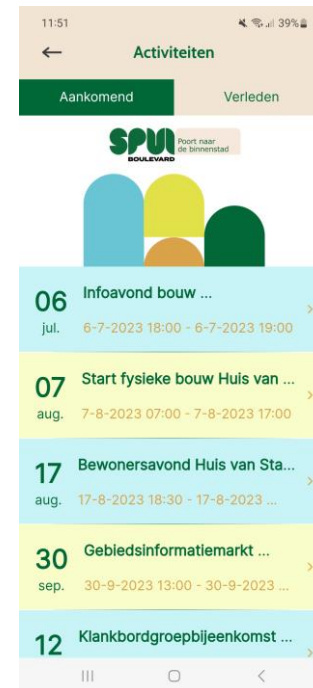 11:51 39%
Activiteiten
Aankomend Verleden
SPUI Poort naar
BOULEVARD de binnenstad
06 Infoavond bouw ...
jul. 6-7-2023 18:00 - 6-7-2023 19:00
07 Start fysieke bouw Huis van ...
aug. 7-8-2023 07:00 - 7-8-2023 17:00
17 Bewonersavond Huis van Sta...
aug. 17-8-2023 18:30 - 17-8-2023 ...
30 Gebiedsinformatiemarkt ...
sep. 30-9-2023 13:00 - 30-9-2023 ...
12 Klankbordgroepbijeenkomst ...